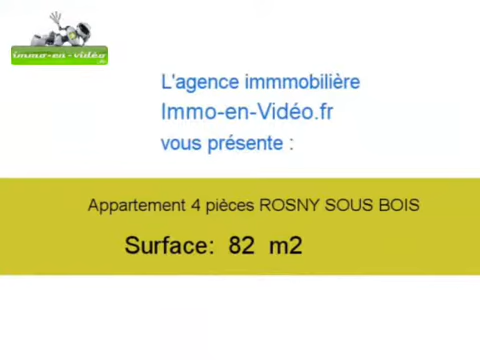 immo-en-vidéo
L'agence immmobilière
Immo-en-Vidéo.fr
vous présente :
Appartement 4 pièces ROSNY SOUS BOIS
Surface: 82 m2